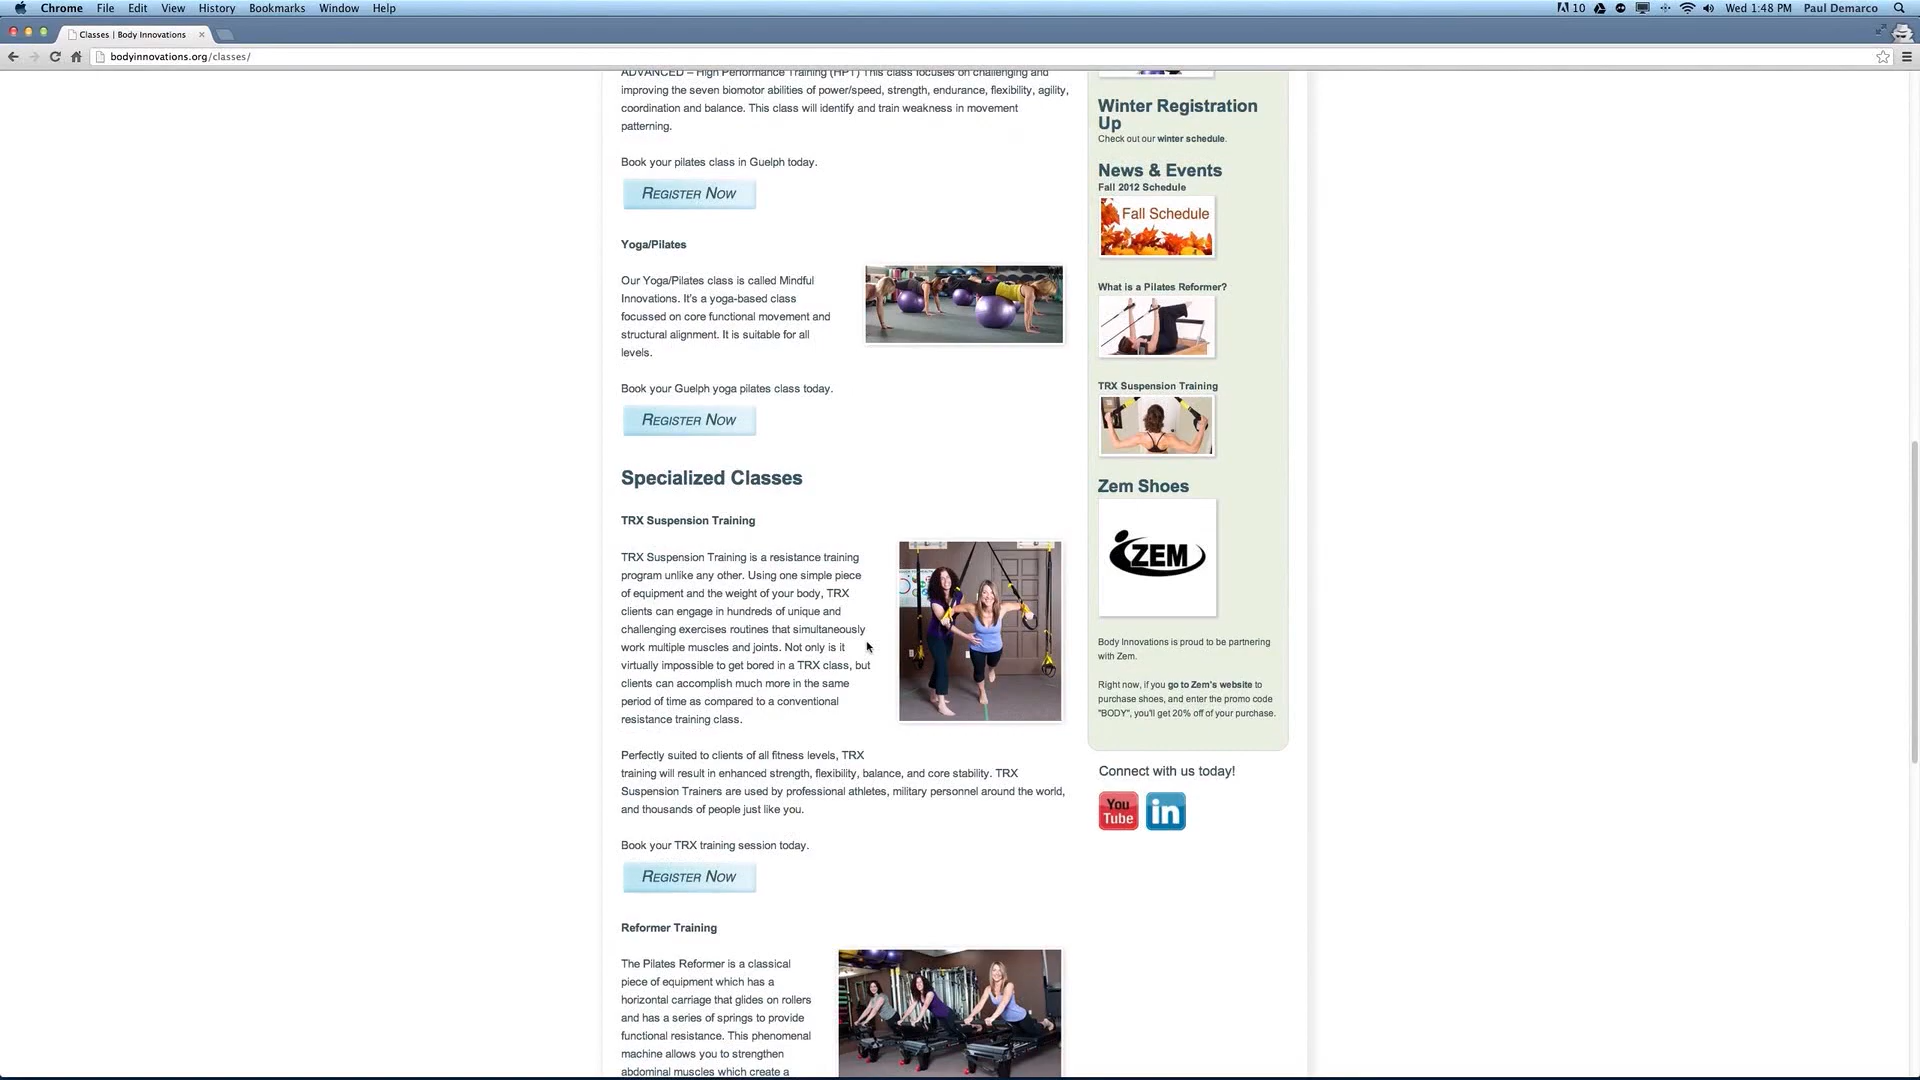 Chrome File Edit View History Bookmarks Window Help
10 Wed 1:48 PM Paul Demarco
Classes | Body Innovations
bodyinnovations.org/classes/
ADVANCED – High Performance Training (HPT) This class focuses on challenging and
improving the seven biomotor abilities of power/speed, strength, endurance, flexibility, agility,
coordination and balance. This class will identify and train weakness in movement
patterning.
Book your pilates class in Guelph today.
REGISTER NOW
Yoga/Pilates
Our Yoga/Pilates class is called Mindful
Innovations. It's a yoga-based class
focussed on core functional movement and
structural alignment. It is suitable for all
levels.
Book your Guelph yoga pilates class today.
REGISTER NOW
Specialized Classes
TRX Suspension Training
TRX Suspension Training is a resistance training
program unlike any other. Using one simple piece
of equipment and the weight of your body, TRX
clients can engage in hundreds of unique and
challenging exercises routines that simultaneously
work multiple muscles and joints. Not only is it
virtually impossible to get bored in a TRX class, but
clients can accomplish much more in the same
period of time as compared to a conventional
resistance training class.
Perfectly suited to clients of all fitness levels, TRX
training will result in enhanced strength, flexibility, balance, and core stability. TRX
Suspension Trainers are used by professional athletes, military personnel around the world,
and thousands of people just like you.
Book your TRX training session today.
REGISTER NOW
Reformer Training
The Pilates Reformer is a classical
piece of equipment which has a
horizontal carriage that glides on rollers
and has a series of springs to provide
functional resistance. This phenomenal
machine allows you to strengthen
abdominal muscles which create a
Winter Registration
Up
Check out our winter schedule.
News & Events
Fall 2012 Schedule
Fall Schedule
What is a Pilates Reformer?
TRX Suspension Training
Zem Shoes
ZEM
Body Innovations is proud to be partnering
with Zem.
Right now, if you go to Zem's website to
purchase shoes, and enter the promo code
"BODY", you'll get 20% off of your purchase.
Connect with us today!
You
Tube
in